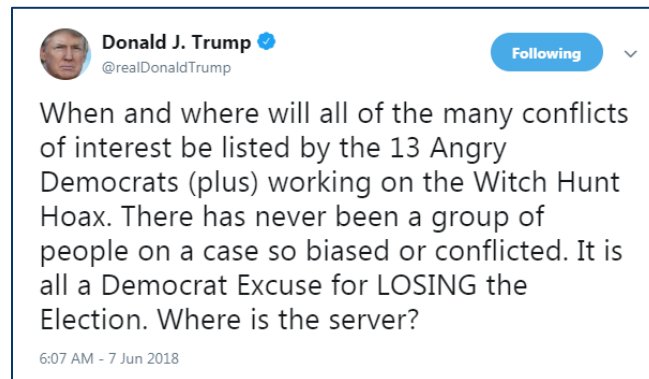 Donald J. Trump
@realDonaldTrump
Following
When and where will all of the many conflicts
of interest be listed by the 13 Angry
Democrats (plus) working on the Witch Hunt
Hoax. There has never been a group of
people on a case so biased or conflicted. It is
all a Democrat Excuse for LOSING the
Election. Where is the server?
6:07 AM - 7 Jun 2018